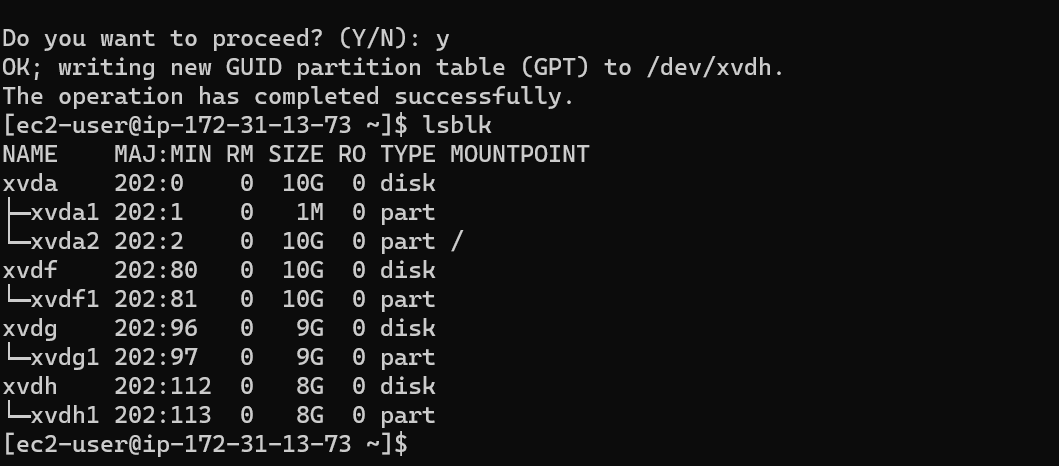 Do you want to proceed? (Y/N): y
OK; writing new GUID partition table (GPT) to /dev/xvdh.
The operation has completed successfully.
[ec2-user@ip-172-31-13-73 ~]$ lsblk
NAME    MAJ:MIN RM SIZE RO TYPE MOUNTPOINT
xvda    202:0    0  10G  0 disk
├─xvda1 202:1    0   1M  0 part
└─xvda2 202:2    0  10G  0 part /
xvdf    202:80   0  10G  0 disk
└─xvdf1 202:81   0  10G  0 part
xvdg    202:96   0   9G  0 disk
└─xvdg1 202:97   0   9G  0 part
xvdh    202:112  0   8G  0 disk
└─xvdh1 202:113  0   8G  0 part
[ec2-user@ip-172-31-13-73 ~]$